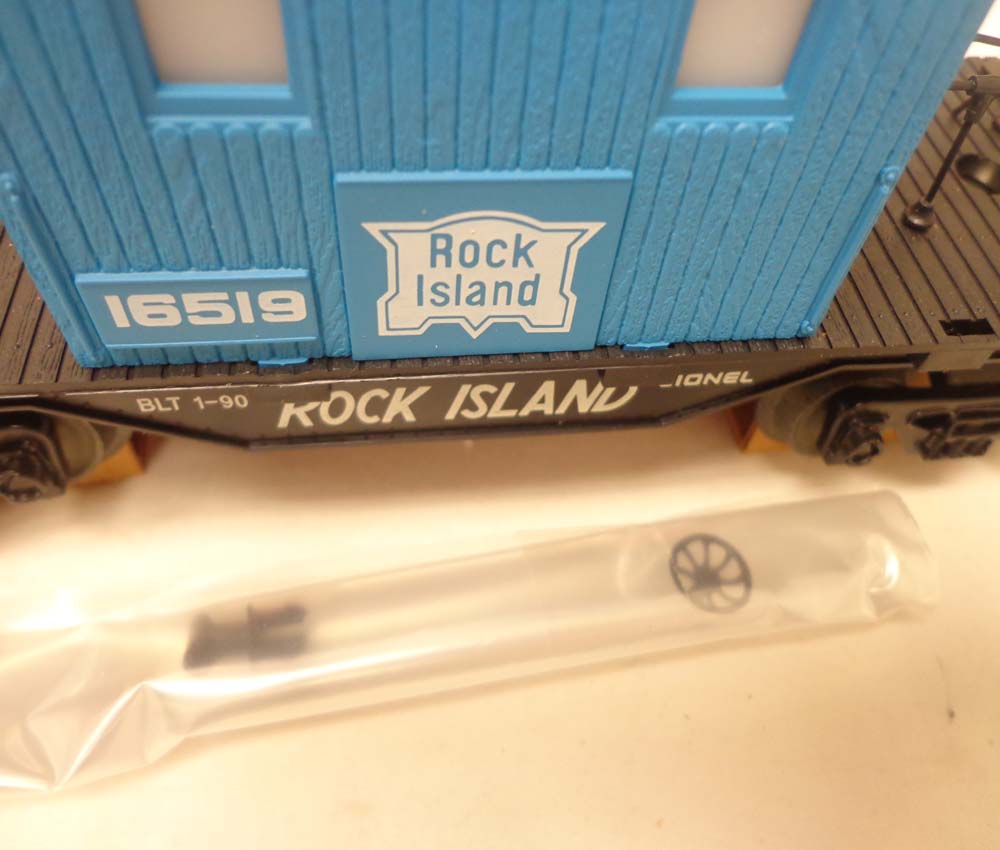 Rock
Island
16519
BLT 1-90
ROCK ISLAND
LIONEL